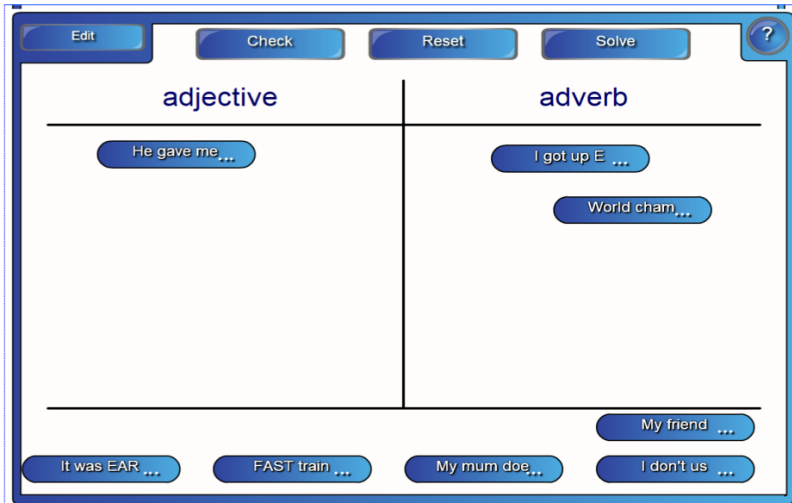 Edit
Check Reset Solve ?
adjective adverb
He gave me... I got up E ...
World cham...
My friend ...
It was EAR ... FAST train ... My mum doe... I don't us ...